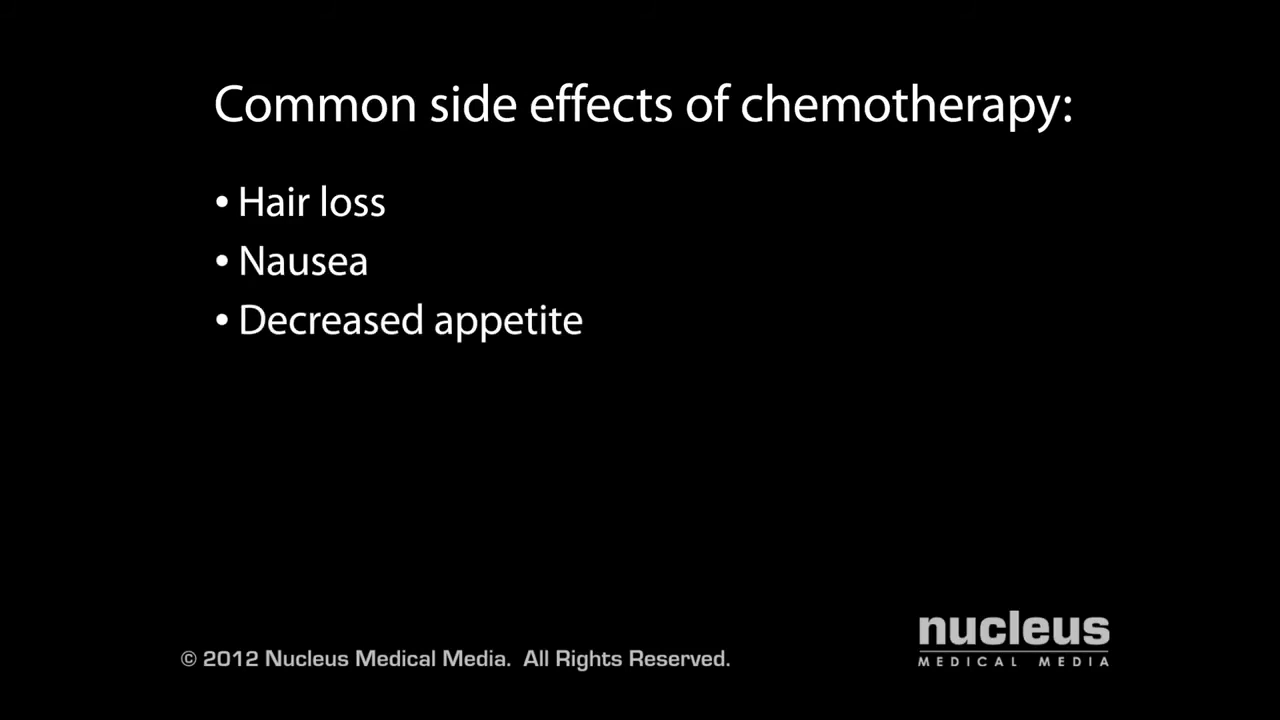 Common side effects of chemotherapy:
• Hair loss
• Nausea
• Decreased appetite
© 2012 Nucleus Medical Media. All Rights Reserved.
nucleus
MEDICAL MEDIA